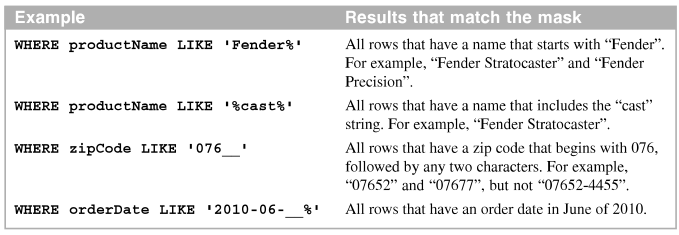 Example Results that match the mask
WHERE productName LIKE 'Fender%' All rows that have a name that starts with “Fender”.
For example, “Fender Stratocaster” and “Fender
Precision”.
WHERE productName LIKE '%cast%' All rows that have a name that includes the “cast”
string. For example, “Fender Stratocaster”.
WHERE zipCode LIKE '076__' All rows that have a zip code that begins with 076,
followed by any two characters. For example,
“07652” and “07677”, but not “07652-4455”.
WHERE orderDate LIKE '2010-06-__%' All rows that have an order date in June of 2010.